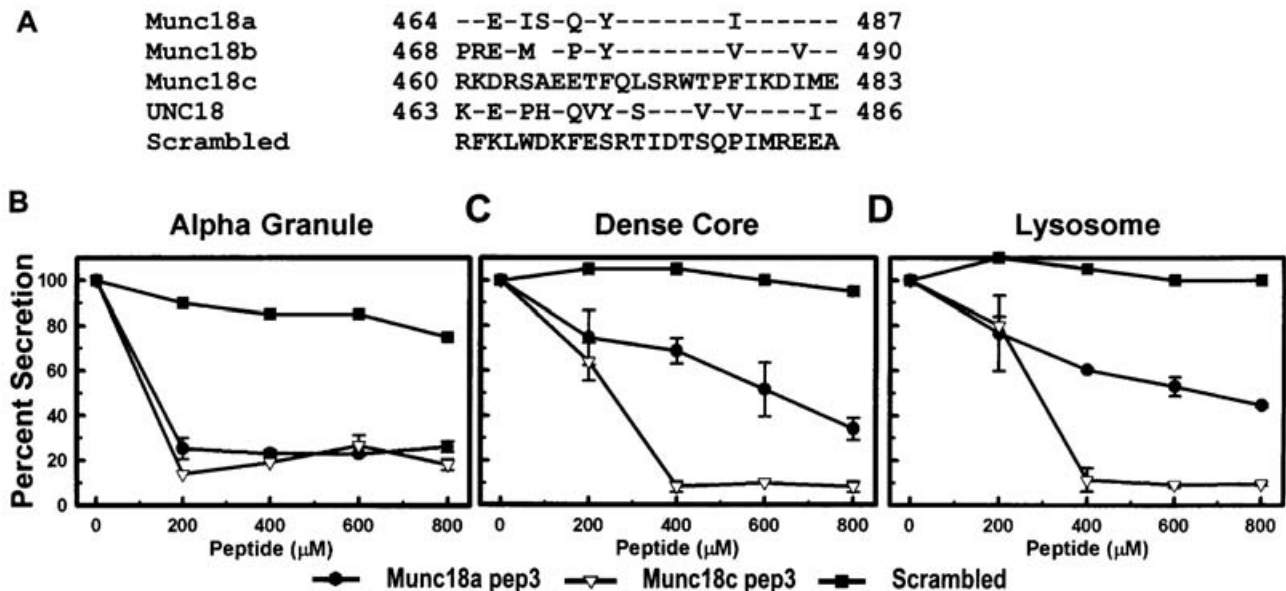 A
Munc18a 464 --E-IS-Q-Y-------I------ 487
Munc18b 468 PRE-M -P-Y-------V---V-- 490
Munc18c 460 RKDRSAEETFQLSRWTPFIKDIME 483
UNC18 463 K-E-PH-QVY-S---V-V----I- 486
Scrambled RFKLWDKFESRTIDTSQPIMREEA
B C D
Alpha Granule Dense Core Lysosome
Percent Secretion
100
80
60
40
20
0
0 200 400 600 800 0 200 400 600 800 0 200 400 600 800
Peptide (μM) Peptide (μM) Peptide (μM)
Munc18a pep3 Munc18c pep3 Scrambled